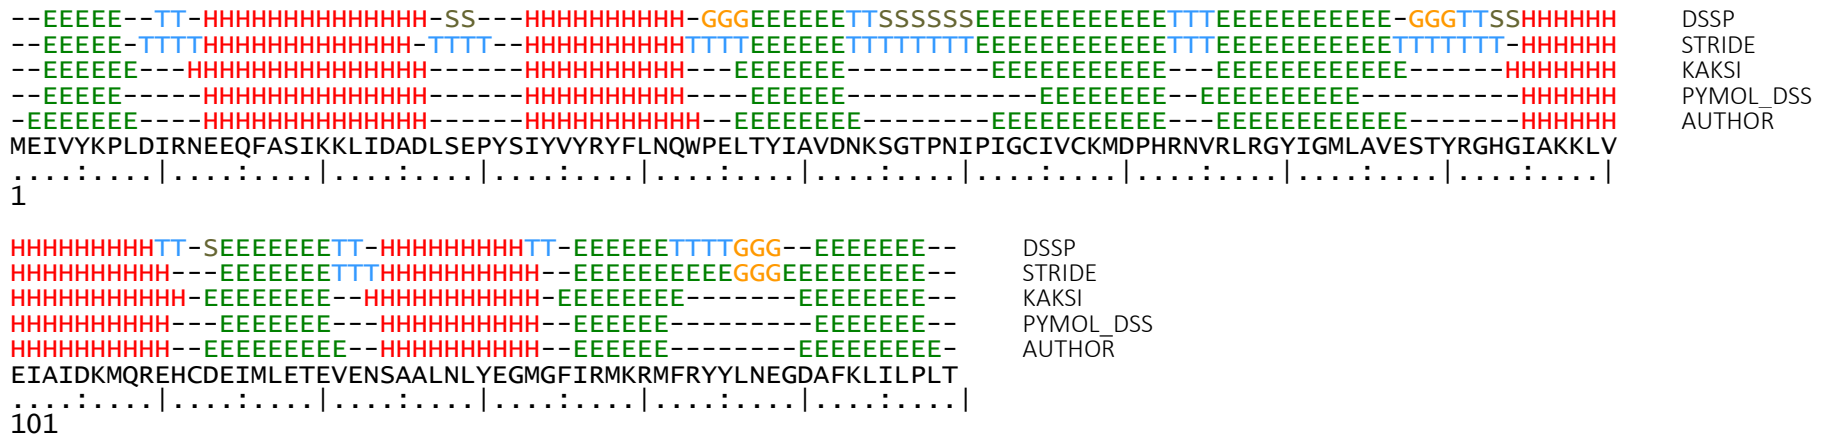 --EEEEE--TT-HHHHHHHHHHHHHH-SS---HHHHHHHHHH-GGGEEEEEETTSSSSSSEEEEEEEEEEEETTTEEEEEEEEEEE-GGGTTSSHHHHHH DSSP
--EEEEE-TTTTHHHHHHHHHHHHH-TTTT--HHHHHHHHHHTTTTEEEEEETTTTTTTTEEEEEEEEEEEETTTEEEEEEEEEEETTTTTTT-HHHHHH STRIDE
--EEEEEE---HHHHHHHHHHHHHHH------HHHHHHHHHH---EEEEEEE---------EEEEEEEEEEE---EEEEEEEEEEEE------HHHHHHH KAKSI
--EEEEE-----HHHHHHHHHHHHHH------HHHHHHHHHH----EEEEEE------------EEEEEEEE--EEEEEEEEEE----------HHHHHH PYMOL_DSS
-EEEEEEE----HHHHHHHHHHHHHH------HHHHHHHHHHH--EEEEEEEE--------EEEEEEEEEEE---EEEEEEEEEEEE-------HHHHHH AUTHOR
MEIVYKPLDIRNEEQFASIKKLIDADLSEPYSIYVYRYFLNQWPELTYIAVDNKSGTPNIPIGCIVCKMDPHRNVRLRGYIGMLAVESTYRGHGIAKKLV
....:....|....:....|....:....|....:....|....:....|....:....|....:....|....:....|....:....|....:....|
1
HHHHHHHHHTT-SEEEEEEETT-HHHHHHHHHTT-EEEEEETTTTGGG--EEEEEEE-- DSSP
HHHHHHHHHH---EEEEEEETTTHHHHHHHHHH--EEEEEEEEEEGGGEEEEEEEEE-- STRIDE
HHHHHHHHHHH-EEEEEEEE--HHHHHHHHHHH-EEEEEEEE-------EEEEEEEE-- KAKSI
HHHHHHHHHH---EEEEEEE---HHHHHHHHHH--EEEEEE---------EEEEEEE-- PYMOL_DSS
HHHHHHHHHH--EEEEEEEEE--HHHHHHHHHH--EEEEEE--------EEEEEEEEE- AUTHOR
EIAIDKMQREHCDEIMLETEVENSAALNLYEGMGFIRMKRMFRYYLNEGDAFKLILPLT
....:....|....:....|....:....|....:....|....:....|....:....|
101